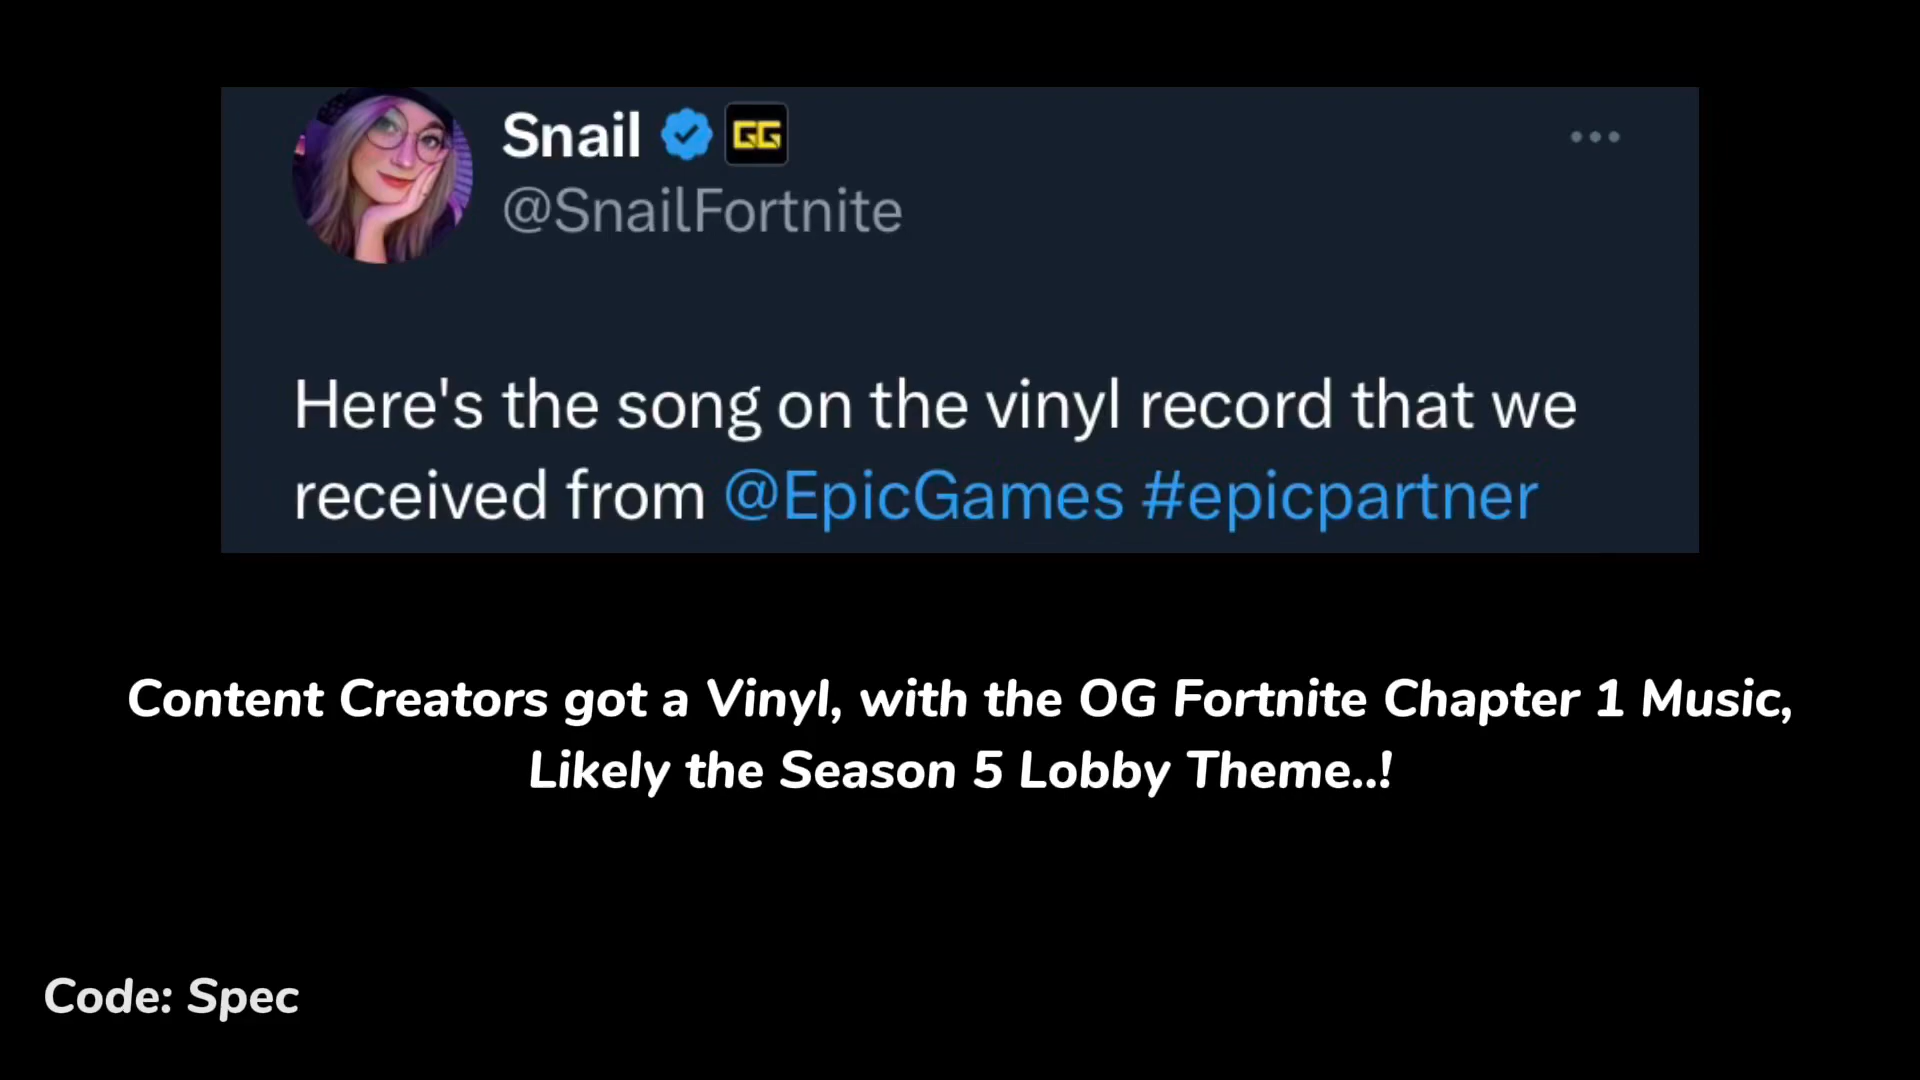 Snail GG
@SnailFortnite
Here's the song on the vinyl record that we
received from @EpicGames #epicpartner
Content Creators got a Vinyl, with the OG Fortnite Chapter 1 Music,
Likely the Season 5 Lobby Theme..!
Code: Spec